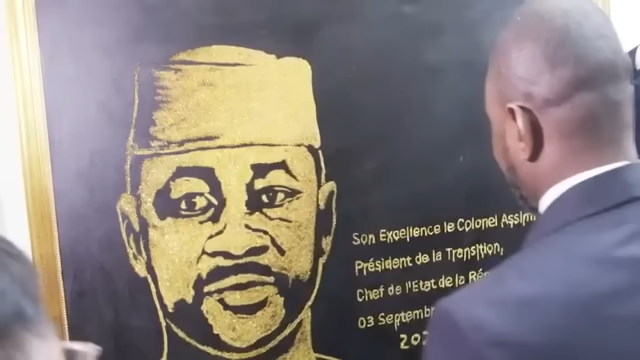 Son Excellence le Colonel Assim
Président de la Transition,
Chef de l'Etat de la Ré
03 Septemb
202